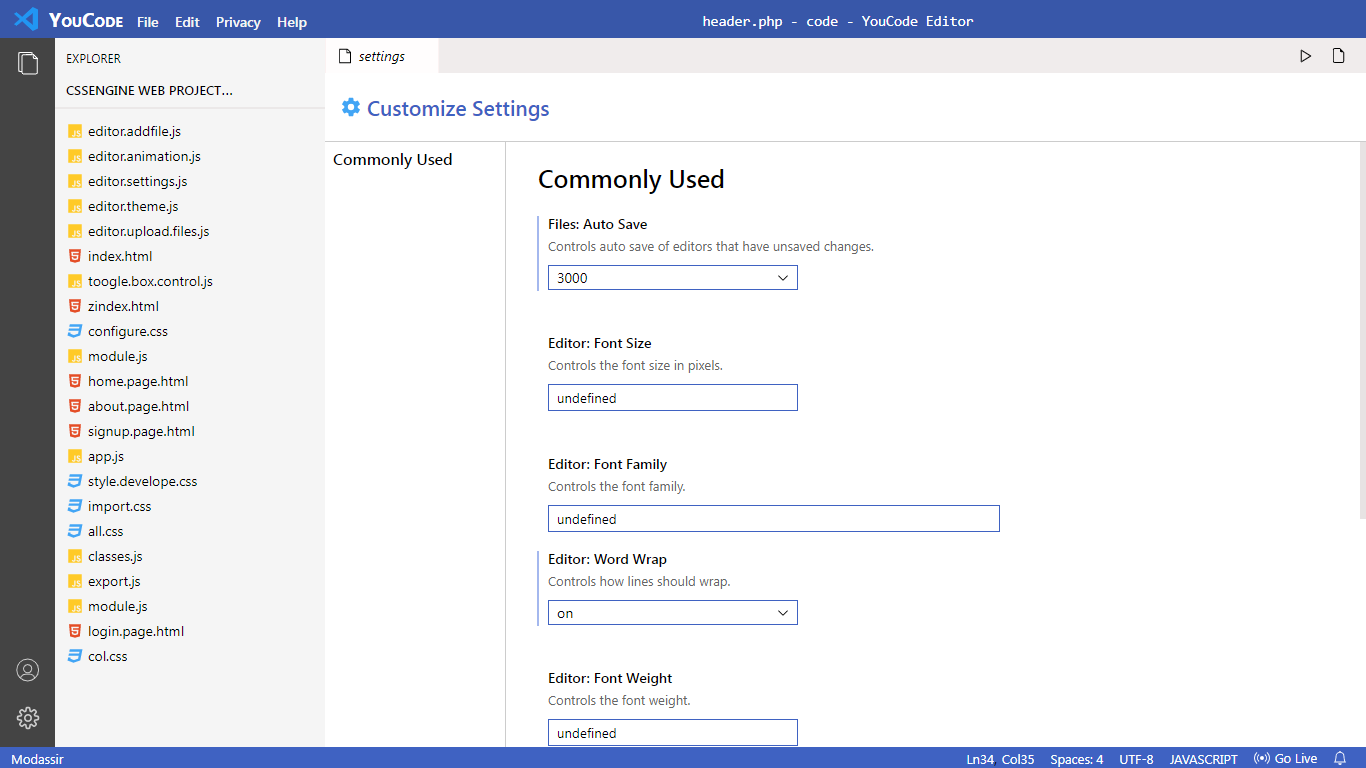 YouCode File Edit Privacy Help header.php - code - YouCode Editor
EXPLORER
CSSENGINE WEB PROJECT...
editor.addfile.js
editor.animation.js
editor.settings.js
editor.theme.js
editor.upload.files.js
index.html
toogle.box.control.js
zindex.html
configure.css
module.js
home.page.html
about.page.html
signup.page.html
app.js
style.develope.css
import.css
all.css
classes.js
export.js
module.js
login.page.html
col.css
settings
Customize Settings
Commonly Used
Commonly Used
Files: Auto Save
Controls auto save of editors that have unsaved changes.
3000
Editor: Font Size
Controls the font size in pixels.
undefined
Editor: Font Family
Controls the font family.
undefined
Editor: Word Wrap
Controls how lines should wrap.
on
Editor: Font Weight
Controls the font weight.
undefined
Modassir Ln34, Col35 Spaces: 4 UTF-8 JAVASCRIPT Go Live